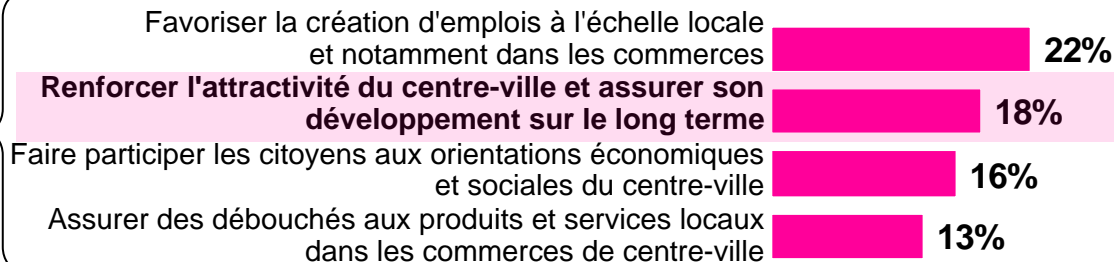 Favoriser la création d'emplois à l'échelle locale
et notamment dans les commerces
22%
Renforcer l'attractivité du centre-ville et assurer son
développement sur le long terme
18%
Faire participer les citoyens aux orientations économiques
et sociales du centre-ville
16%
Assurer des débouchés aux produits et services locaux
dans les commerces de centre-ville
13%